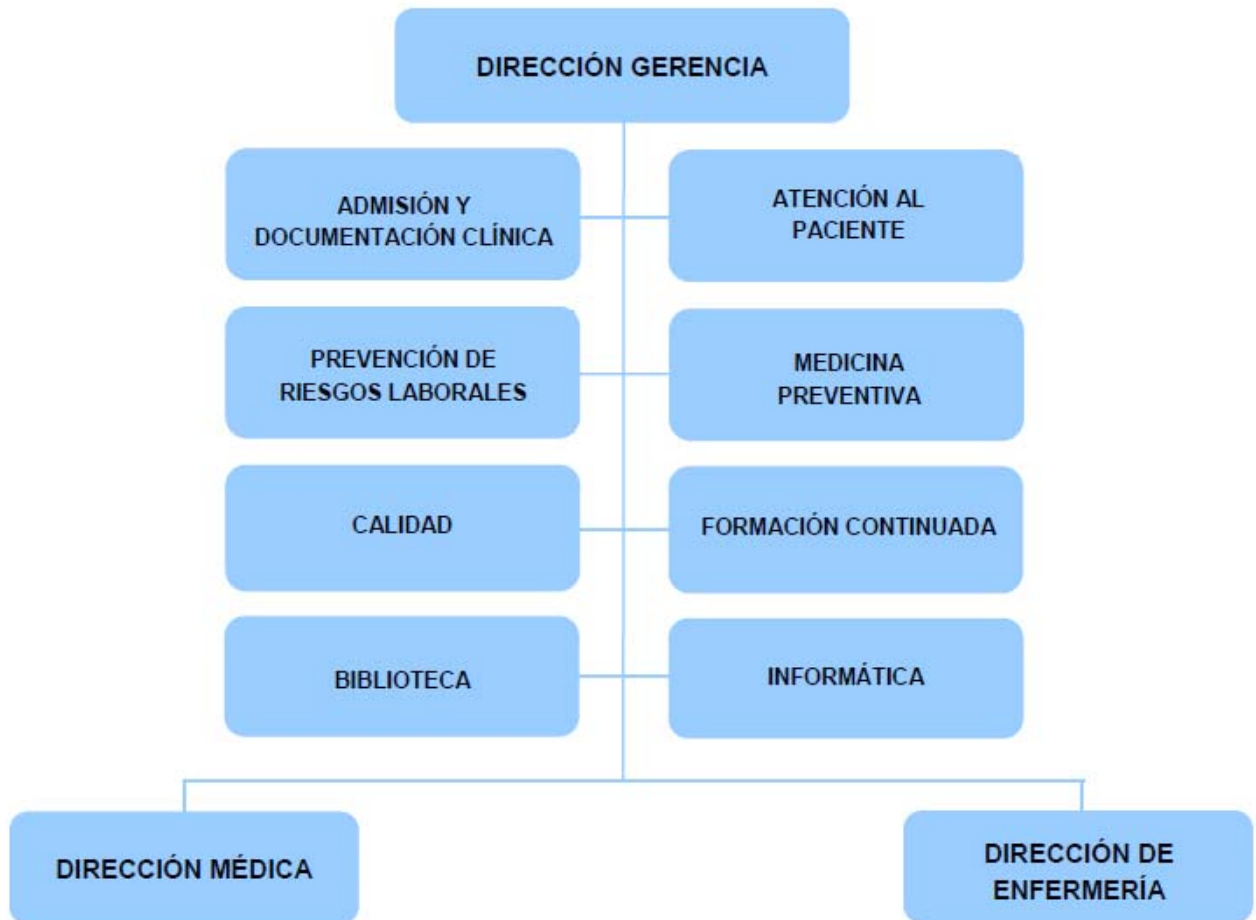 DIRECCIÓN GERENCIA
ADMISIÓN Y
DOCUMENTACIÓN CLÍNICA
ATENCIÓN AL
PACIENTE
PREVENCIÓN DE
RIESGOS LABORALES
MEDICINA
PREVENTIVA
CALIDAD
FORMACIÓN CONTINUADA
BIBLIOTECA
INFORMÁTICA
DIRECCIÓN MÉDICA
DIRECCIÓN DE
ENFERMERÍA